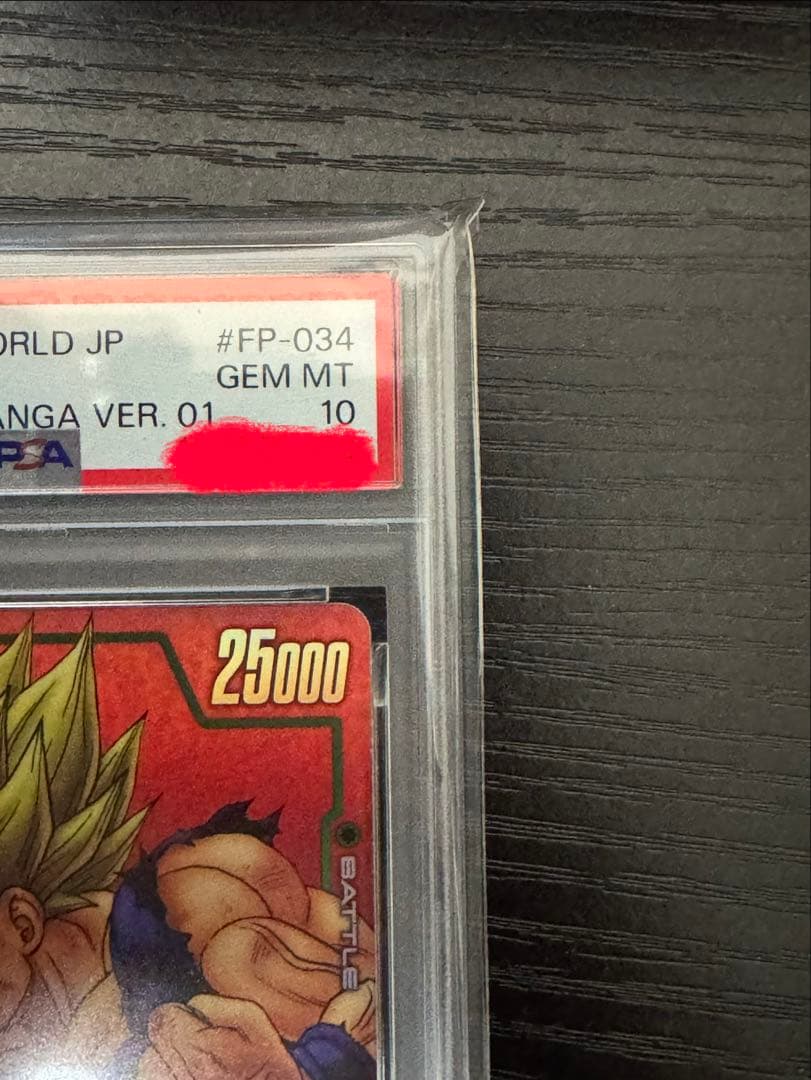 ORLD JP #FP-034
GEM MT
ANGA VER. 01 10
PSA
25000
BATTLE